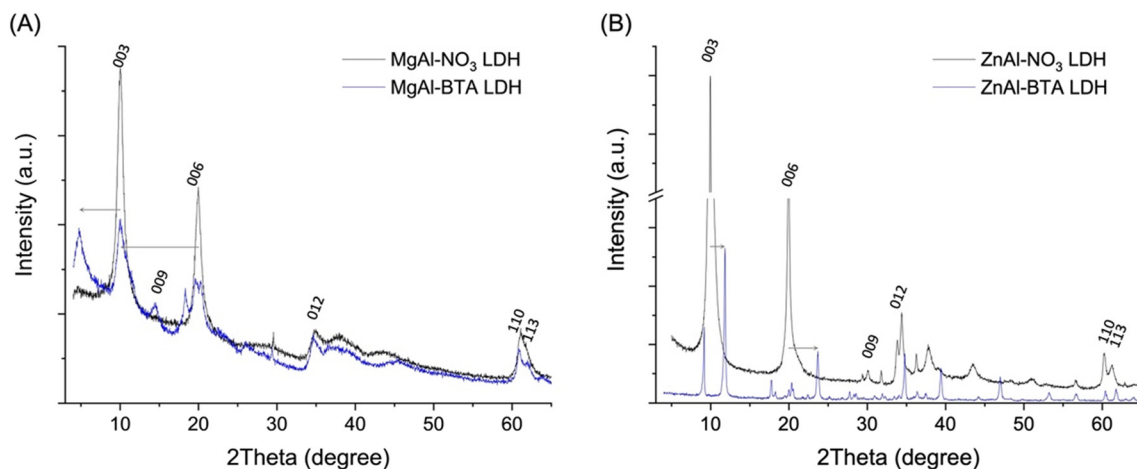 (A)
003
MgAl-NO₃ LDH
MgAl-BTA LDH
006
009
012
110
113
Intensity (a.u.)
10 20 30 40 50 60
2Theta (degree)
(B)
003
ZnAl-NO₃ LDH
ZnAl-BTA LDH
006
009
012
110
113
Intensity (a.u.)
10 20 30 40 50 60
2Theta (degree)